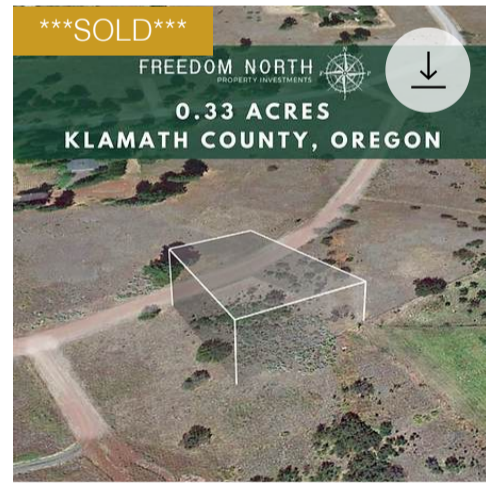 ***SOLD***
FREEDOM NORTH
PROPERTY INVESTMENTS
N
0.33 ACRES
KLAMATH COUNTY, OREGON